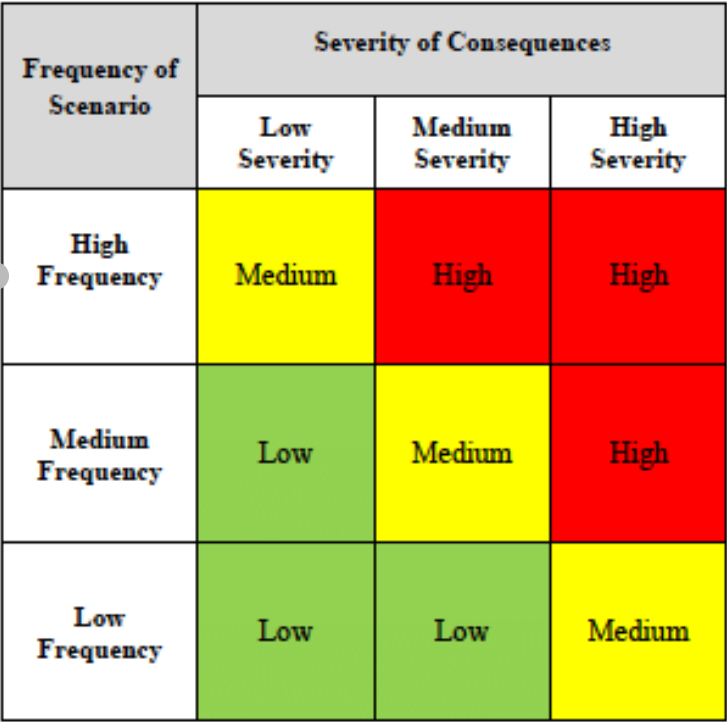 Frequency of
Scenario
Severity of Consequences
Low
Severity
Medium
Severity
High
Severity
High
Frequency
Medium
High
High
Medium
Frequency
Low
Medium
High
Low
Frequency
Low
Low
Medium